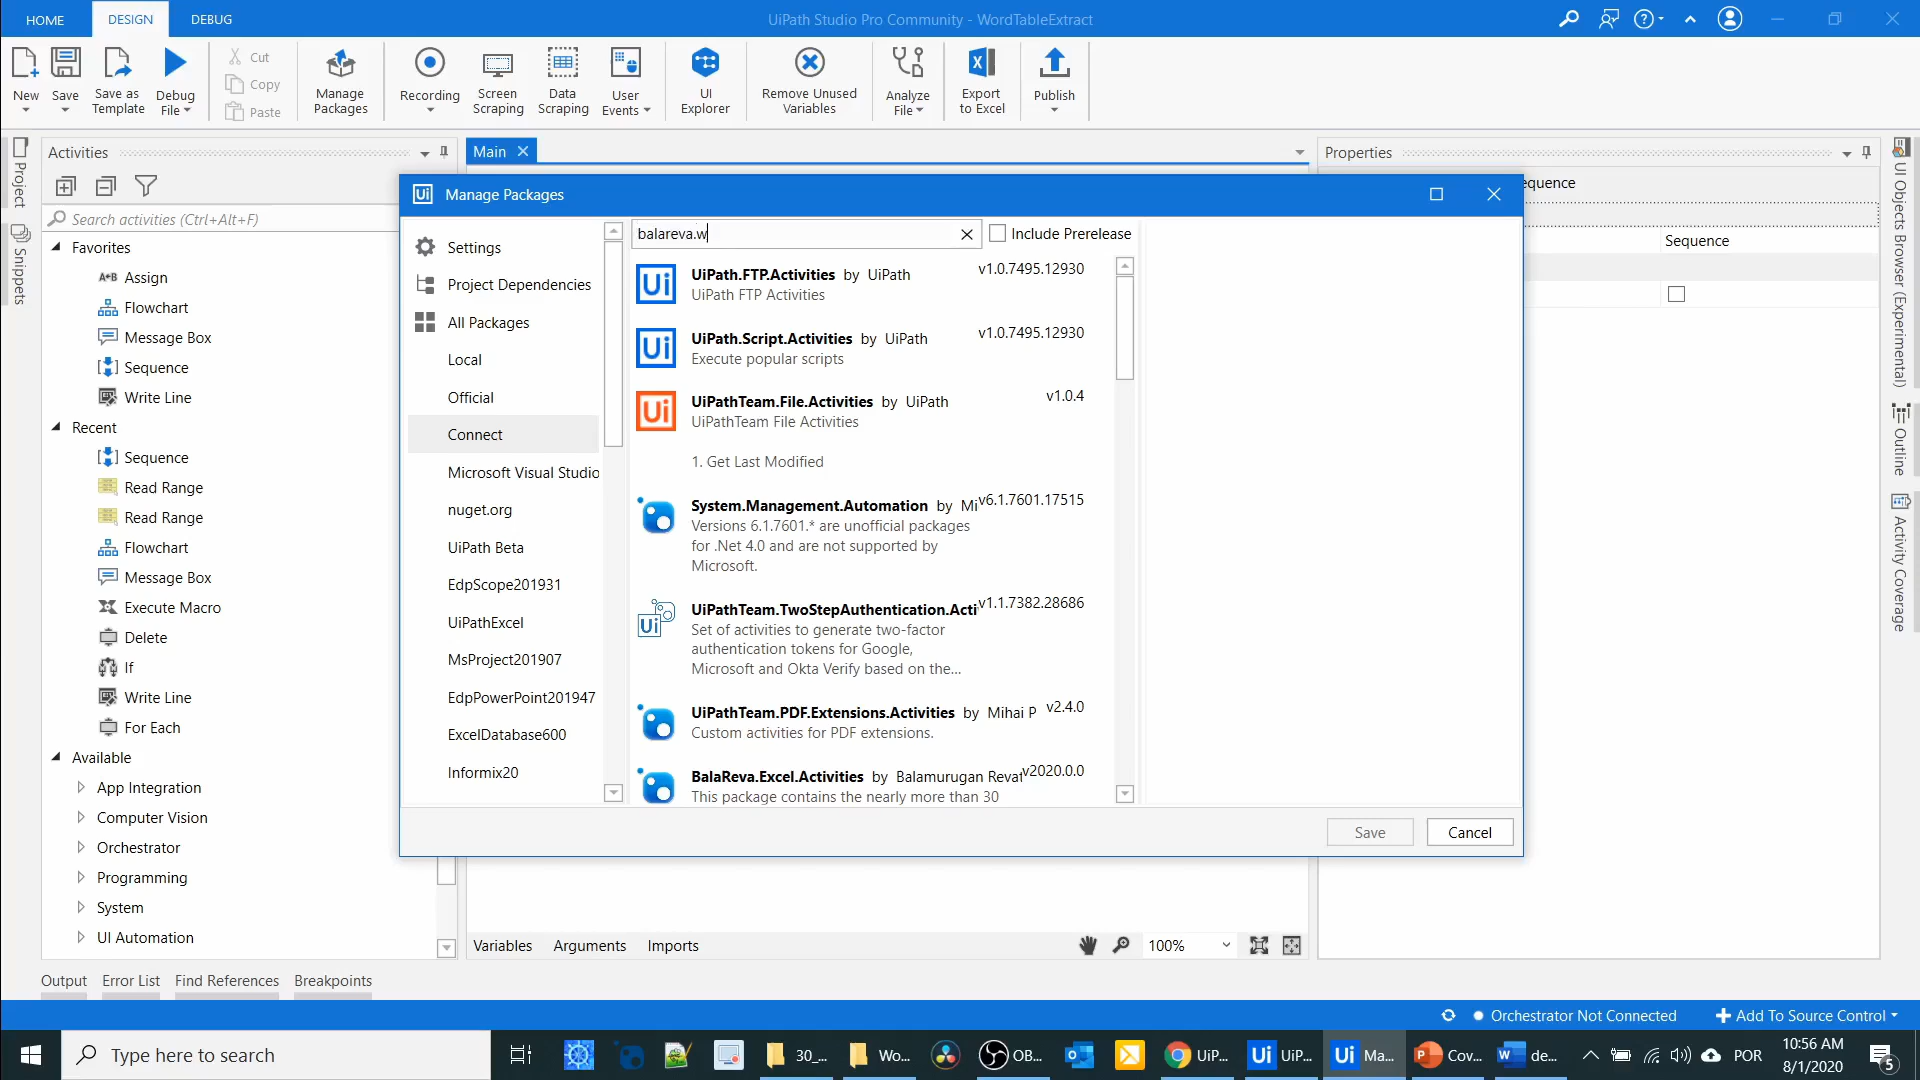 HOME
DESIGN
DEBUG
UiPath Studio Pro Community - WordTableExtract
New
Save
Save as Template
Debug File
Cut
Copy
Paste
Manage Packages
Recording
Screen Scraping
Data Scraping
User Events
UI Explorer
Remove Unused Variables
Analyze File
Export to Excel
Publish
Project
Snippets
Activities
Search activities (Ctrl+Alt+F)
Favorites
Assign
Flowchart
Message Box
Sequence
Write Line
Recent
Sequence
Read Range
Read Range
Flowchart
Message Box
Execute Macro
Delete
If
Write Line
For Each
Available
App Integration
Computer Vision
Orchestrator
Programming
System
UI Automation
Main
Manage Packages
Settings
Project Dependencies
All Packages
Local
Official
Connect
Microsoft Visual Studio
nuget.org
UiPath Beta
EdpScope201931
UiPathExcel
MsProject201907
EdpPowerPoint201947
ExcelDatabase600
Informix20
balareva.w
Include Prerelease
UiPath.FTP.Activities by UiPath v1.0.7495.12930
UiPath FTP Activities
UiPath.Script.Activities by UiPath v1.0.7495.12930
Execute popular scripts
UiPathTeam.File.Activities by UiPath v1.0.4
UiPathTeam File Activities
1. Get Last Modified
System.Management.Automation by Mi v6.1.7601.17515
Versions 6.1.7601.* are unofficial packages
for .Net 4.0 and are not supported by
Microsoft.
UiPathTeam.TwoStepAuthentication.Acti v1.1.7382.28686
Set of activities to generate two-factor
authentication tokens for Google,
Microsoft and Okta Verify based on the...
UiPathTeam.PDF.Extensions.Activities by Mihai P v2.4.0
Custom activities for PDF extensions.
BalaReva.Excel.Activities by Balamurugan Revat v2020.0.0
This package contains the nearly more than 30
Save
Cancel
Properties
equence
Sequence
UI Objects Browser (Experimental)
Outline
Activity Coverage
Variables
Arguments
Imports
100%
Output
Error List
Find References
Breakpoints
Orchestrator Not Connected
Add To Source Control
Type here to search
30_...
Wo...
OB...
UiP...
UiP...
Ma...
Cov...
de...
POR
10:56 AM
8/1/2020
5